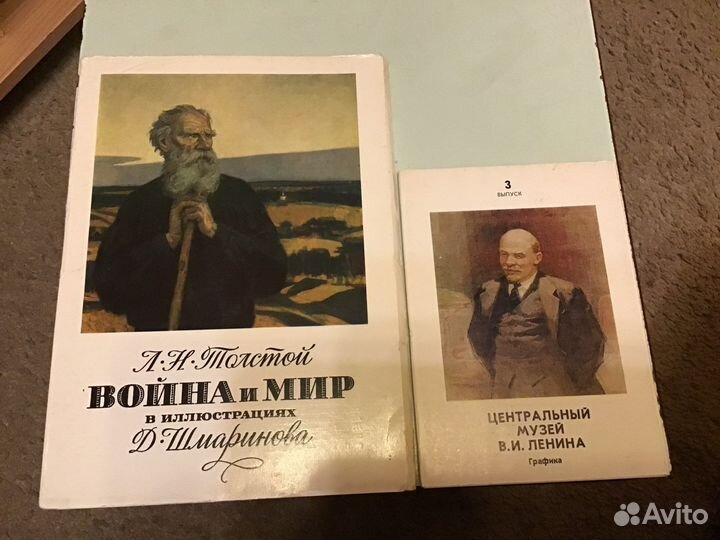 Л·Н·Толстой
ВОЙНА и МИР
В ИЛЛЮСТРАЦИЯХ
Д·Шмаринова
3
ВЫПУСК
ЦЕНТРАЛЬНЫЙ
МУЗЕЙ
В.И. ЛЕНИНА
Графика
Avito